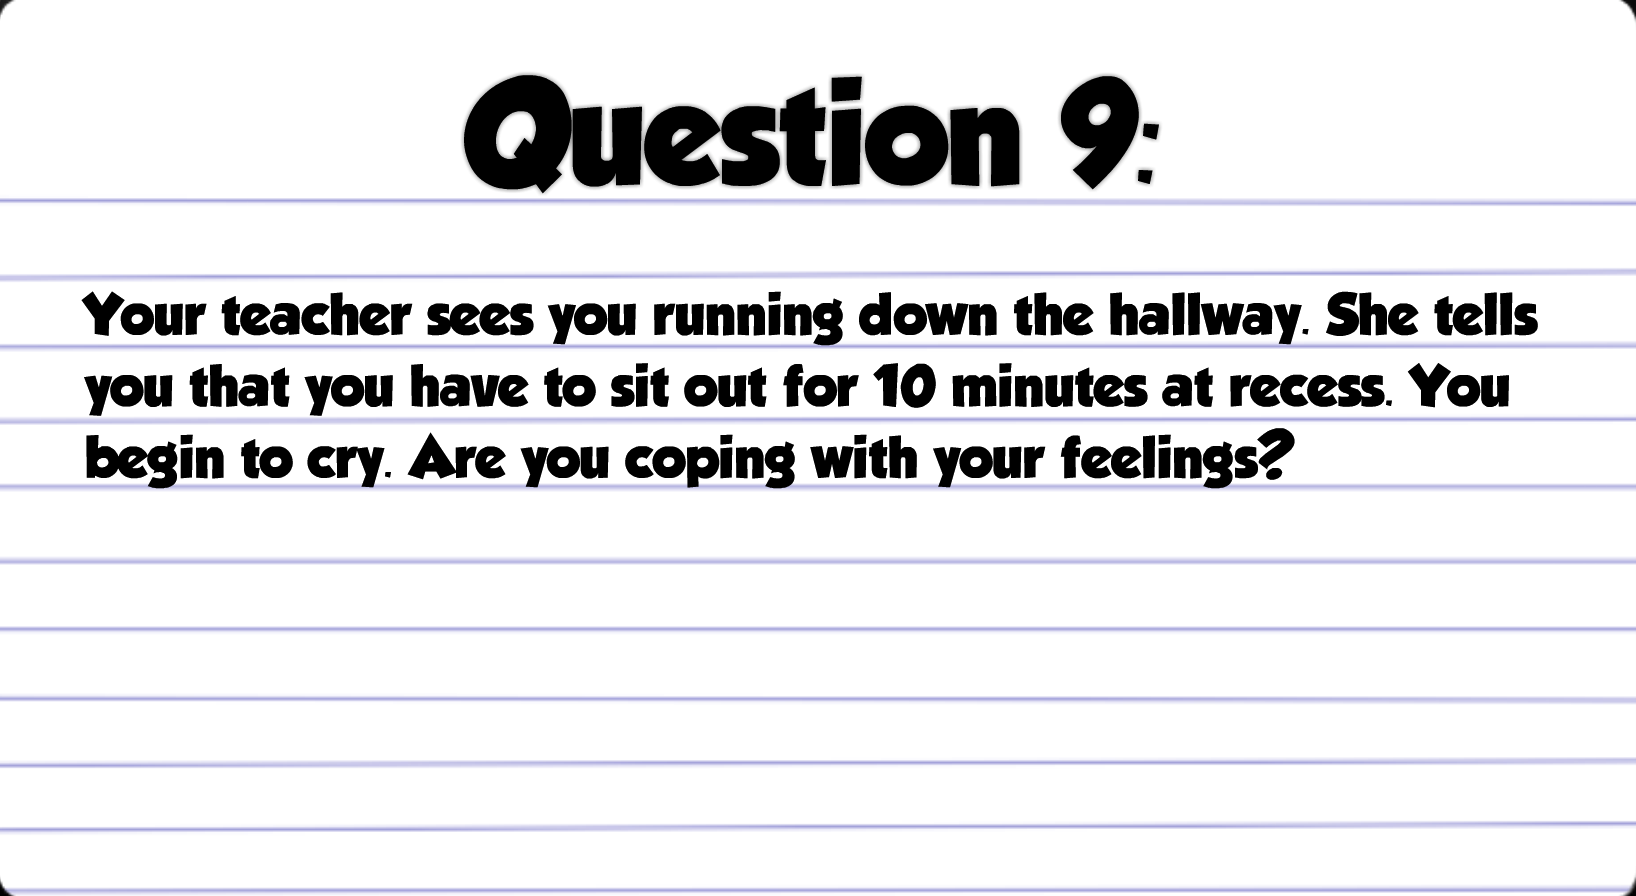 Question 9:
Your teacher sees you running down the hallway. She tells
you that you have to sit out for 10 minutes at recess. You
begin to cry. Are you coping with your feelings?